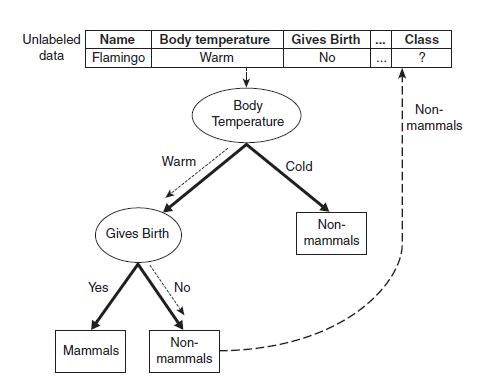 Unlabeled data
Name Body temperature Gives Birth ... Class
Flamingo Warm No ... ?
Body
Temperature
Non-
mammals
Warm
Cold
Gives Birth
Non-
mammals
Yes
No
Mammals
Non-
mammals